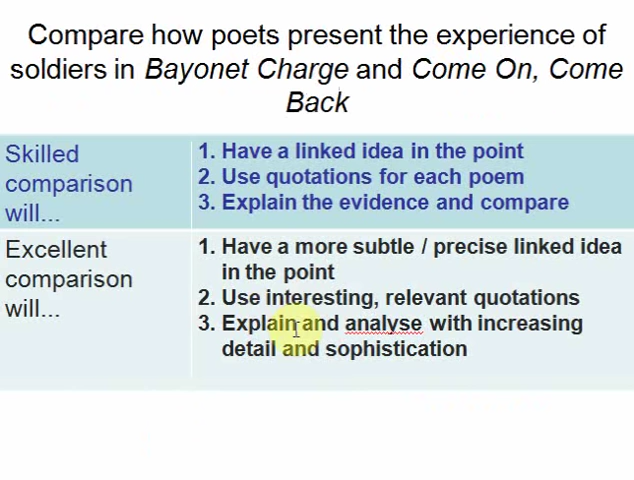 Compare how poets present the experience of
soldiers in Bayonet Charge and Come On, Come
Back
Skilled
comparison
will...
1. Have a linked idea in the point
2. Use quotations for each poem
3. Explain the evidence and compare
Excellent
comparison
will...
1. Have a more subtle / precise linked idea
in the point
2. Use interesting, relevant quotations
3. Explain and analyse with increasing
detail and sophistication